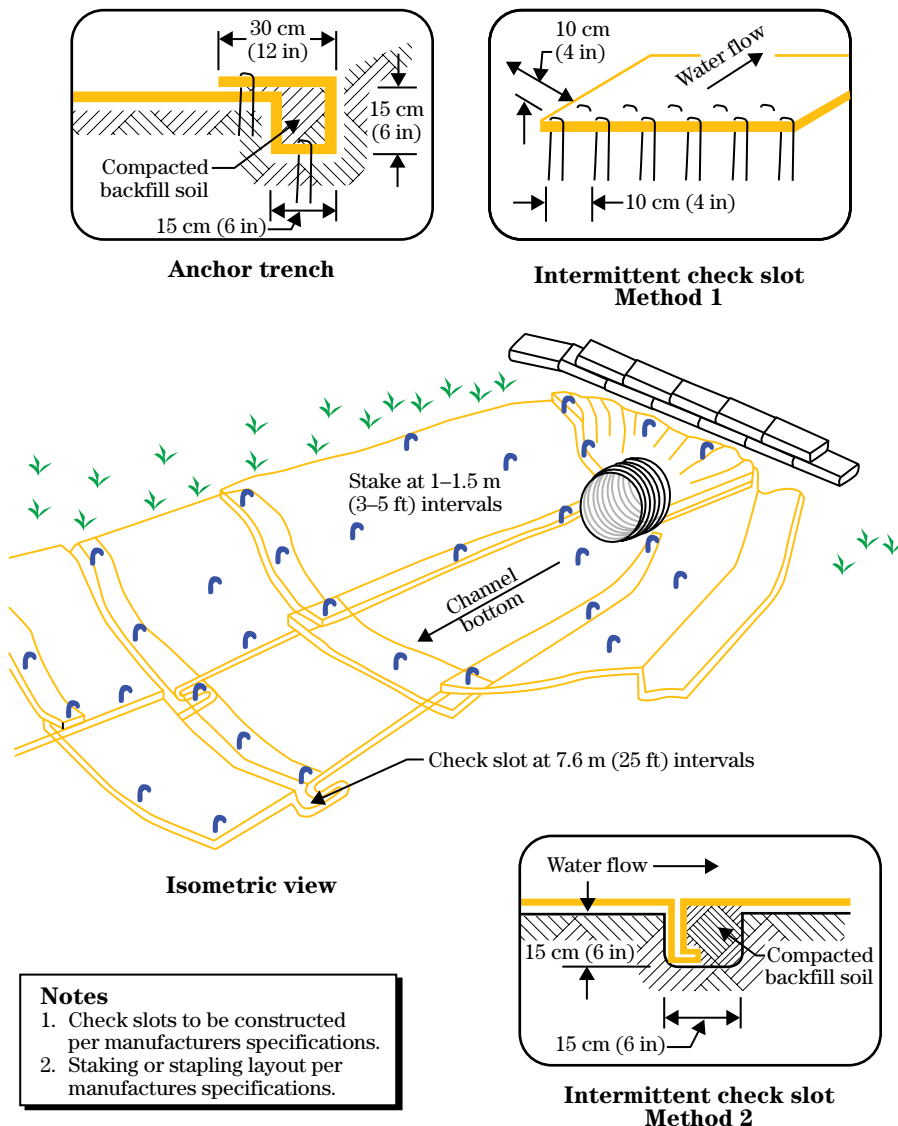 30 cm
(12 in)
15 cm
(6 in)
Compacted
backfill soil
15 cm (6 in)
Anchor trench
10 cm
(4 in)
Water flow
10 cm (4 in)
Intermittent check slot
Method 1
Stake at 1–1.5 m
(3–5 ft) intervals
Channel
bottom
Check slot at 7.6 m (25 ft) intervals
Isometric view
Water flow
15 cm (6 in)
Compacted
backfill soil
15 cm (6 in)
Intermittent check slot
Method 2
Notes
1. Check slots to be constructed
per manufacturers specifications.
2. Staking or stapling layout per
manufactures specifications.